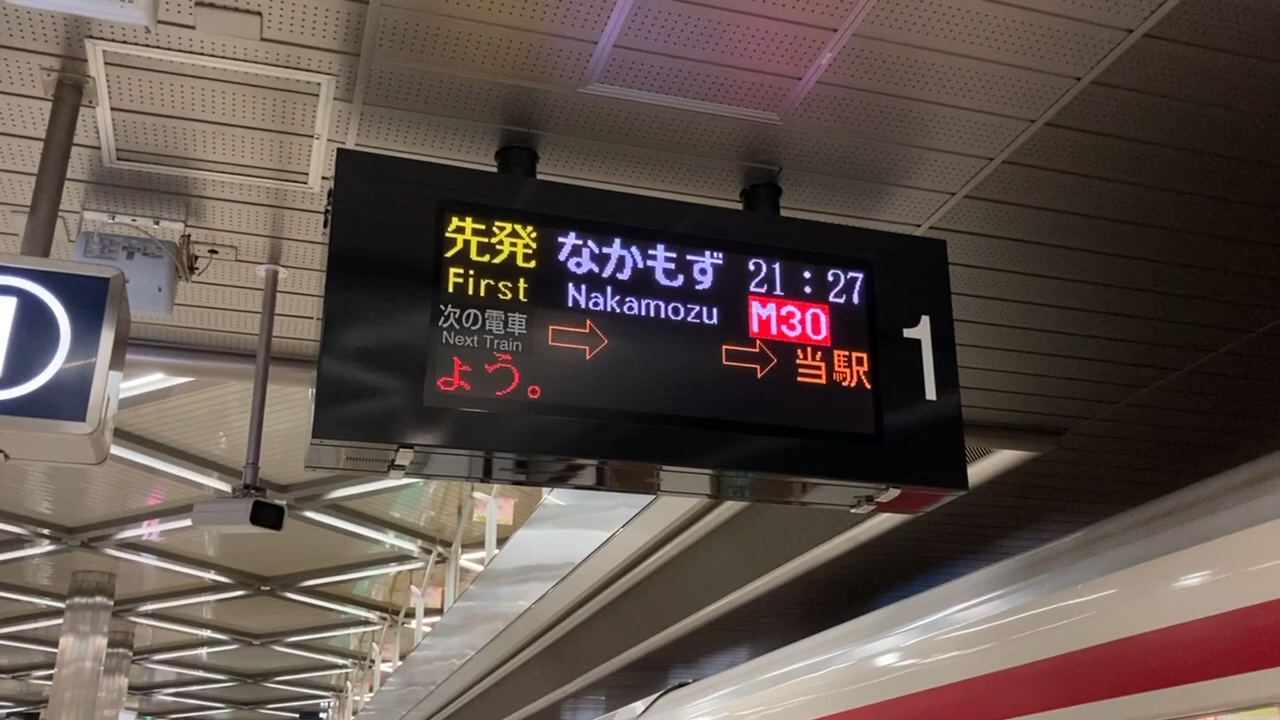 先発 なかもず 21:27
First Nakamozu M30
次の電車
Next Train
⇨ ⇨ 当駅
よう。
1
1